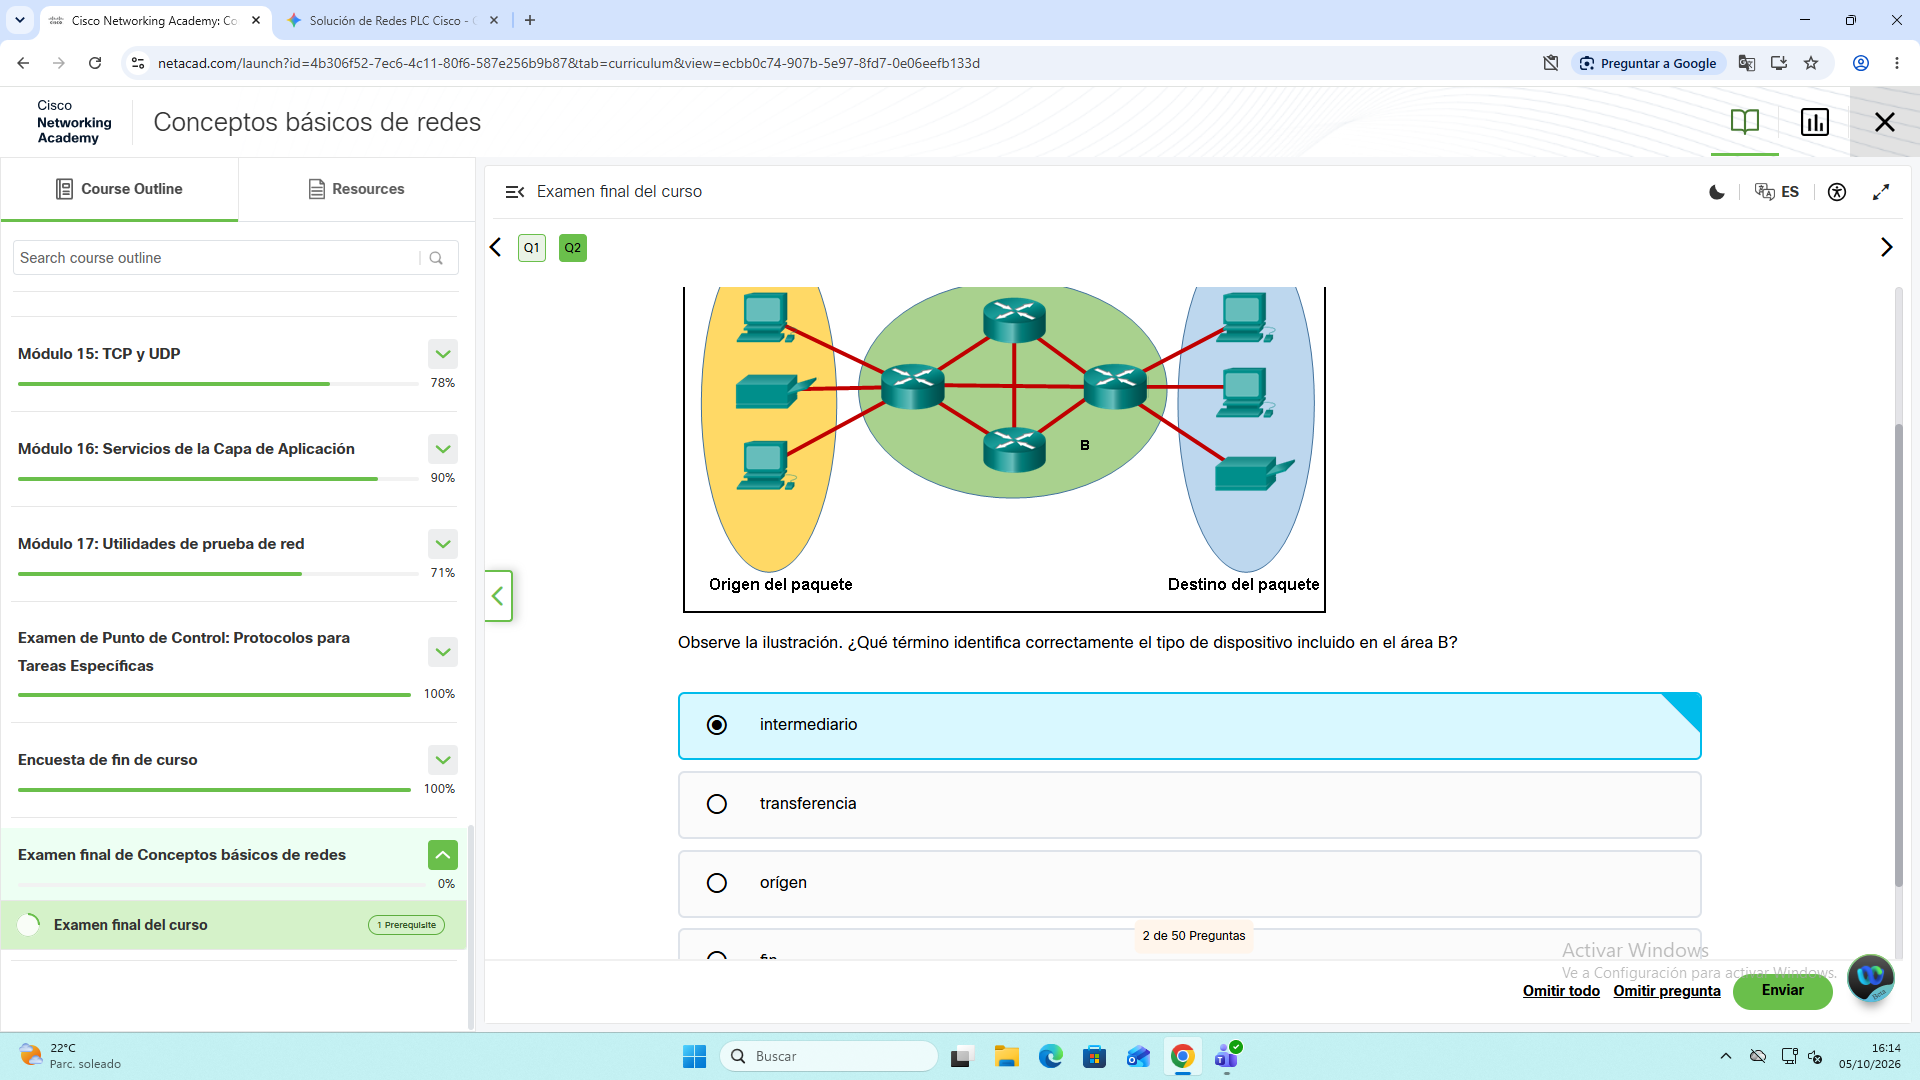 Cisco Networking Academy: Co
Solución de Redes PLC Cisco -
netacad.com/launch?id=4b306f52-7ec6-4c11-80f6-587e256b9b87&tab=curriculum&view=ecbb0c74-907b-5e97-8fd7-0e06eefb133d
Preguntar a Google
Cisco
Networking
Academy
Conceptos básicos de redes
Course Outline
Resources
Search course outline
Módulo 15: TCP y UDP
78%
Módulo 16: Servicios de la Capa de Aplicación
90%
Módulo 17: Utilidades de prueba de red
71%
Examen de Punto de Control: Protocolos para
Tareas Específicas
100%
Encuesta de fin de curso
100%
Examen final de Conceptos básicos de redes
0%
Examen final del curso
1 Prerequisite
Examen final del curso
ES
Q1
Q2
B
Origen del paquete
Destino del paquete
Observe la ilustración. ¿Qué término identifica correctamente el tipo de dispositivo incluido en el área B?
intermediario
transferencia
orígen
fin
2 de 50 Preguntas
Activar Windows
Ve a Configuración para activar Windows.
Omitir todo
Omitir pregunta
Enviar
Beta
22°C
Parc. soleado
Buscar
16:14
05/10/2026